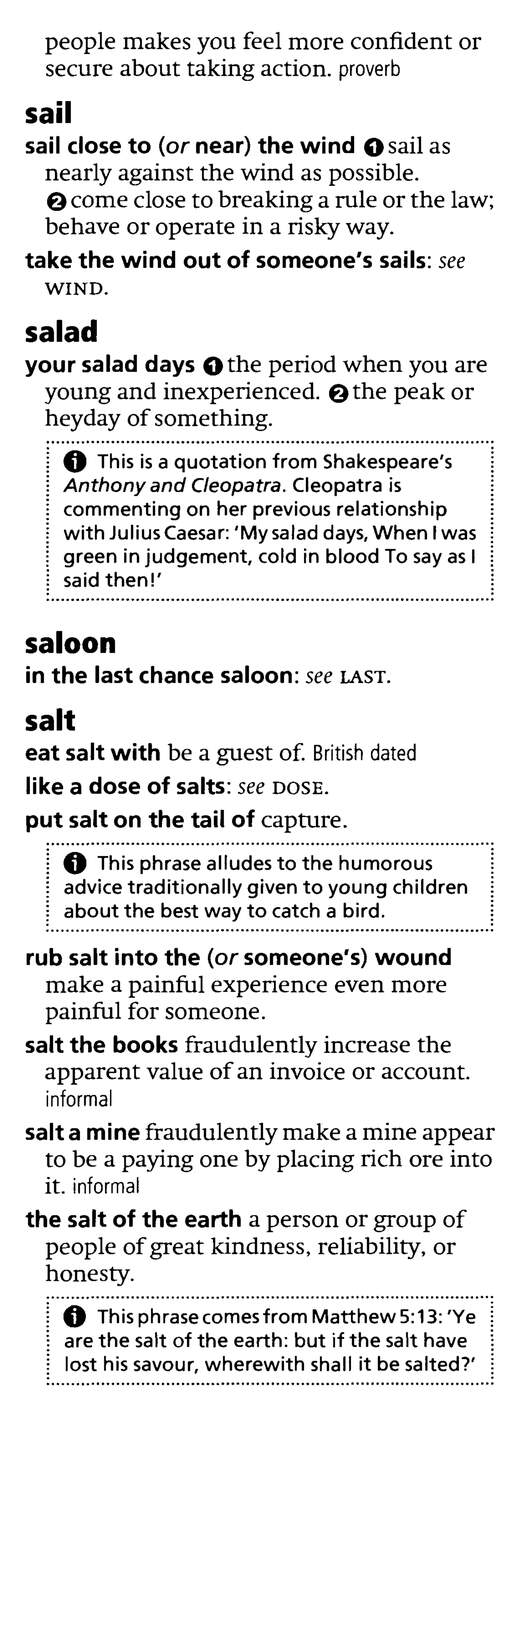 people makes you feel more confident or
secure about taking action. proverb
sail
sail close to (or near) the wind ❶ sail as
nearly against the wind as possible.
❷ come close to breaking a rule or the law;
behave or operate in a risky way.
take the wind out of someone's sails: see
WIND.
salad
your salad days ❶ the period when you are
young and inexperienced. ❷ the peak or
heyday of something.
ℹ This is a quotation from Shakespeare's
Anthony and Cleopatra. Cleopatra is
commenting on her previous relationship
with Julius Caesar: ‘My salad days, When I was
green in judgement, cold in blood To say as I
said then!’
saloon
in the last chance saloon: see LAST.
salt
eat salt with be a guest of. British dated
like a dose of salts: see DOSE.
put salt on the tail of capture.
ℹ This phrase alludes to the humorous
advice traditionally given to young children
about the best way to catch a bird.
rub salt into the (or someone's) wound
make a painful experience even more
painful for someone.
salt the books fraudulently increase the
apparent value of an invoice or account.
informal
salt a mine fraudulently make a mine appear
to be a paying one by placing rich ore into
it. informal
the salt of the earth a person or group of
people of great kindness, reliability, or
honesty.
ℹ This phrase comes from Matthew 5:13: ‘Ye
are the salt of the earth: but if the salt have
lost his savour, wherewith shall it be salted?’